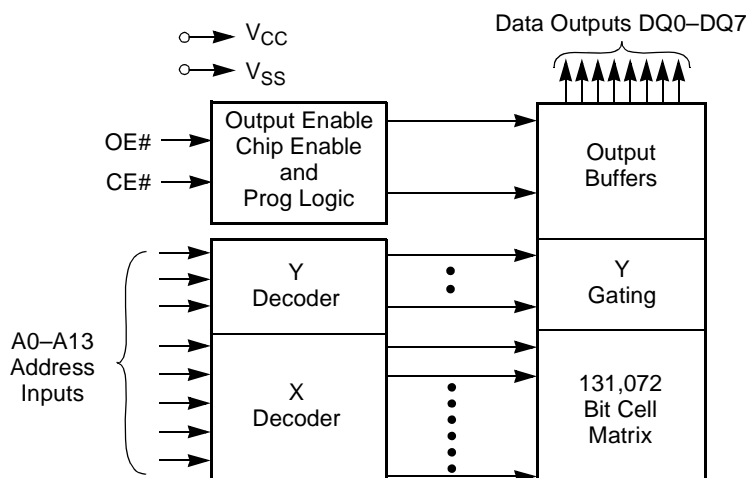 Data Outputs DQ0–DQ7
VCC
VSS
OE#
CE#
Output Enable
Chip Enable
and
Prog Logic
Output
Buffers
Y
Decoder
Y
Gating
A0–A13
Address
Inputs
X
Decoder
131,072
Bit Cell
Matrix